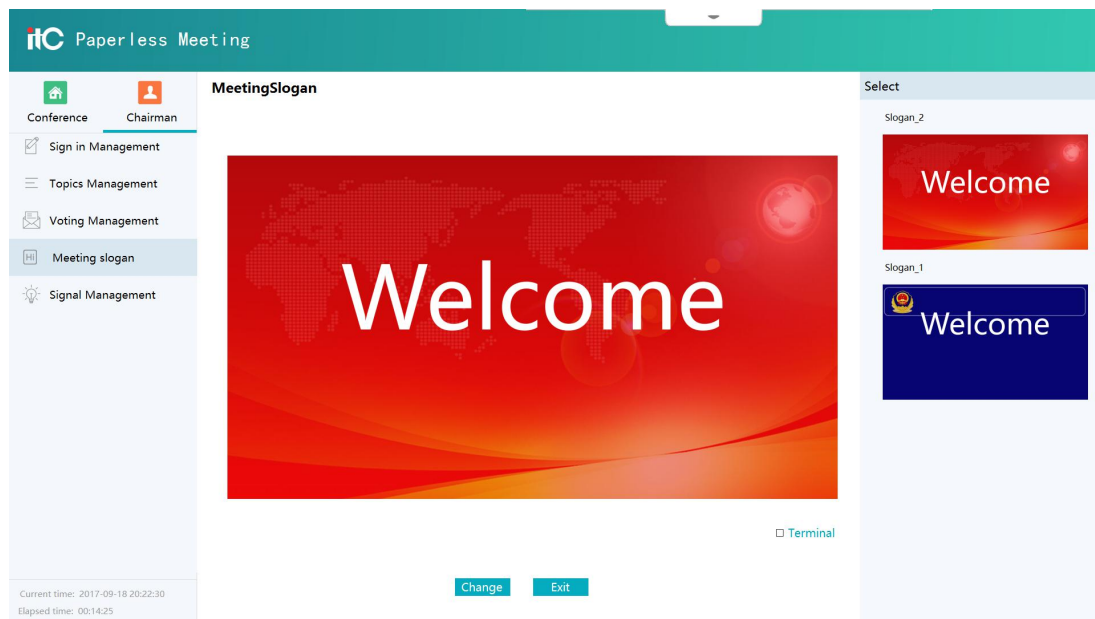 itC Paperless Meeting
Conference
Chairman
Sign in Management
Topics Management
Voting Management
HI Meeting slogan
Signal Management
Current time: 2017-09-18 20:22:30
Elapsed time: 00:14:25
MeetingSlogan
Welcome
Terminal
Change
Exit
Select
Slogan_2
Welcome
Slogan_1
Welcome